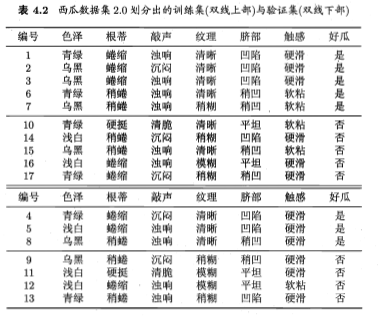 表 4.2 西瓜数据集 2.0 划分出的训练集(双线上部)与验证集(双线下部)
编号 色泽 根蒂 敲声 纹理 脐部 触感 好瓜
1 青绿 蜷缩 浊响 清晰 凹陷 硬滑 是
2 乌黑 蜷缩 沉闷 清晰 凹陷 硬滑 是
3 乌黑 蜷缩 浊响 清晰 凹陷 硬滑 是
6 青绿 稍蜷 浊响 清晰 稍凹 软粘 是
7 乌黑 稍蜷 浊响 稍糊 稍凹 软粘 是
10 青绿 硬挺 清脆 清晰 平坦 软粘 否
14 浅白 稍蜷 沉闷 稍糊 凹陷 硬滑 否
15 乌黑 稍蜷 浊响 清晰 稍凹 软粘 否
16 浅白 蜷缩 浊响 模糊 平坦 硬滑 否
17 青绿 蜷缩 沉闷 稍糊 稍凹 硬滑 否
编号 色泽 根蒂 敲声 纹理 脐部 触感 好瓜
4 青绿 蜷缩 沉闷 清晰 凹陷 硬滑 是
5 浅白 蜷缩 浊响 清晰 凹陷 硬滑 是
8 乌黑 稍蜷 浊响 清晰 稍凹 硬滑 是
9 乌黑 稍蜷 沉闷 稍糊 稍凹 硬滑 否
11 浅白 硬挺 清脆 模糊 平坦 硬滑 否
12 浅白 蜷缩 浊响 模糊 平坦 软粘 否
13 青绿 稍蜷 浊响 稍糊 凹陷 硬滑 否